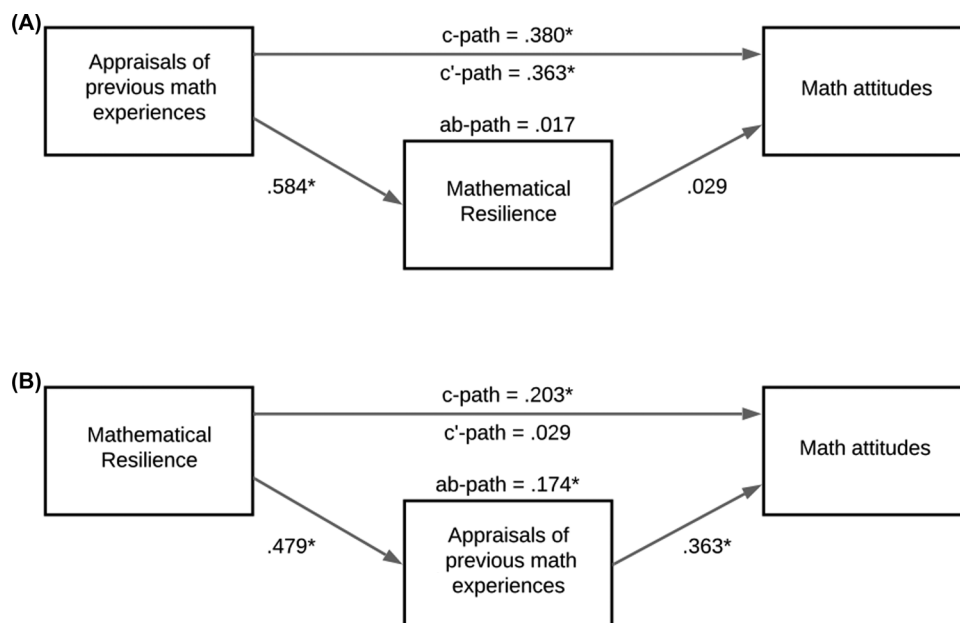 (A)
Appraisals of
previous math
experiences
c-path = .380*
c'-path = .363*
Math attitudes
ab-path = .017
.584*
Mathematical
Resilience
.029
(B)
Mathematical
Resilience
c-path = .203*
c'-path = .029
Math attitudes
ab-path = .174*
.479*
Appraisals of
previous math
experiences
.363*